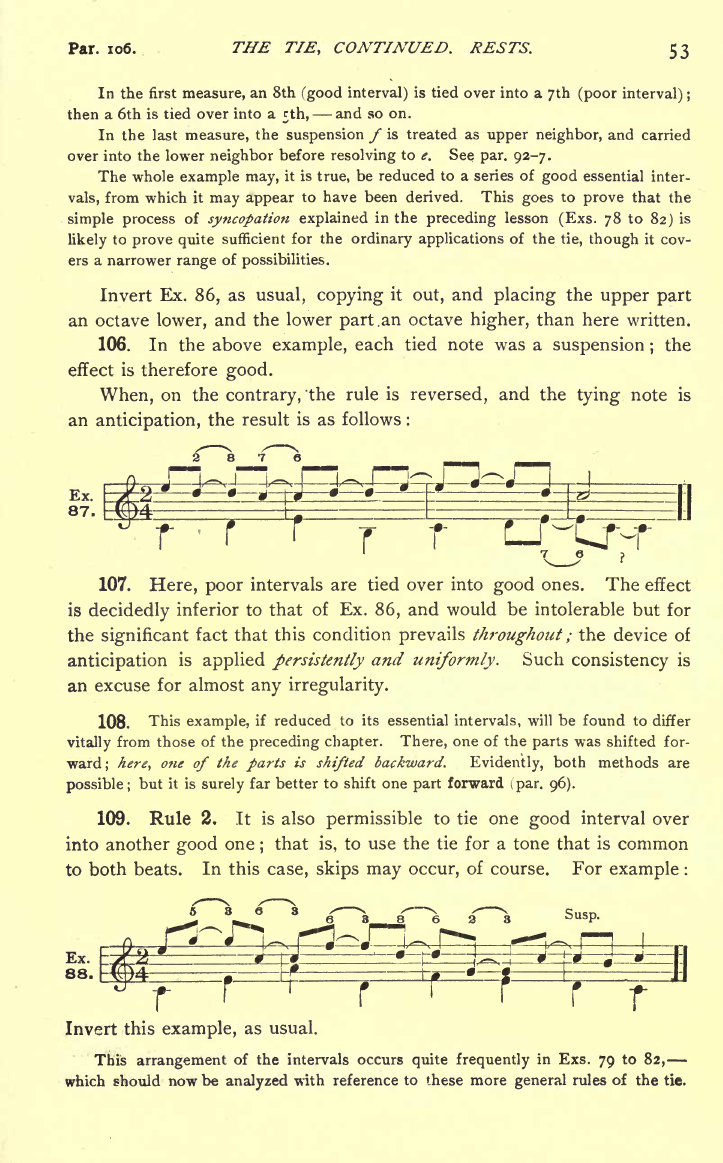 Par. 106. THE TIE, CONTINUED. RESTS. 53
In the first measure, an 8th (good interval) is tied over into a 7th (poor interval);
then a 6th is tied over into a 5th, — and so on.
In the last measure, the suspension f is treated as upper neighbor, and carried
over into the lower neighbor before resolving to e. See par. 92-7.
The whole example may, it is true, be reduced to a series of good essential inter-
vals, from which it may appear to have been derived. This goes to prove that the
simple process of syncopation explained in the preceding lesson (Exs. 78 to 82) is
likely to prove quite sufficient for the ordinary applications of the tie, though it cov-
ers a narrower range of possibilities.
Invert Ex. 86, as usual, copying it out, and placing the upper part
an octave lower, and the lower part an octave higher, than here written.
106. In the above example, each tied note was a suspension; the
effect is therefore good.
When, on the contrary, the rule is reversed, and the tying note is
an anticipation, the result is as follows:
2 8 7 6
Ex.
87.
2
4
7 6 ?
107. Here, poor intervals are tied over into good ones. The effect
is decidedly inferior to that of Ex. 86, and would be intolerable but for
the significant fact that this condition prevails throughout; the device of
anticipation is applied persistently and uniformly. Such consistency is
an excuse for almost any irregularity.
108. This example, if reduced to its essential intervals, will be found to differ
vitally from those of the preceding chapter. There, one of the parts was shifted for-
ward; here, one of the parts is shifted backward. Evidently, both methods are
possible; but it is surely far better to shift one part forward (par. 96).
109. Rule 2. It is also permissible to tie one good interval over
into another good one; that is, to use the tie for a tone that is common
to both beats. In this case, skips may occur, of course. For example:
5 3 6 3 6 3 8 6 2 3 Susp.
Ex.
88.
2
4
Invert this example, as usual.
This arrangement of the intervals occurs quite frequently in Exs. 79 to 82,—
which should now be analyzed with reference to these more general rules of the tie.